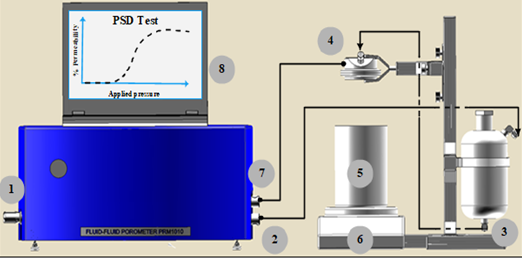 PSD Test
% Permeability
Applied pressure
8
4
1
7
5
2
6
3
FLUID-FLUID POROMETER PRM1010